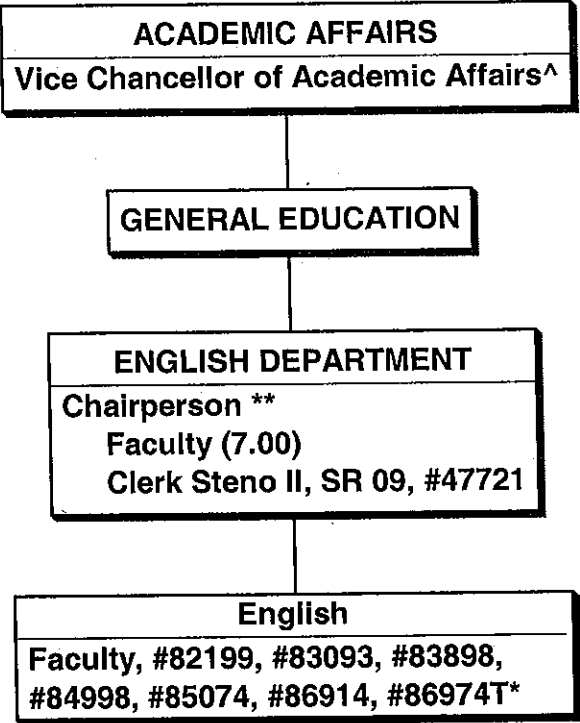 ACADEMIC AFFAIRS
Vice Chancellor of Academic Affairs^
GENERAL EDUCATION
ENGLISH DEPARTMENT
Chairperson **
Faculty (7.00)
Clerk Steno II, SR 09, #47721
English
Faculty, #82199, #83093, #83898,
#84998, #85074, #86914, #86974T*